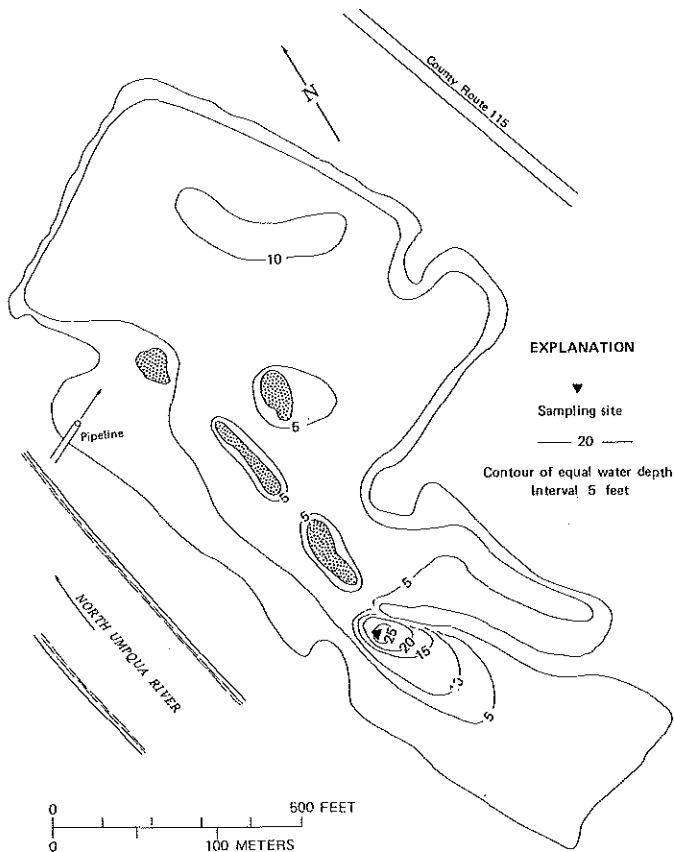 County Route 115
N
10
EXPLANATION
Sampling site
20
Contour of equal water depth
Interval 5 feet
5
Pipeline
5
5
5
25
20
15
10
5
NORTH UMPQUA RIVER
0 500 FEET
0 100 METERS